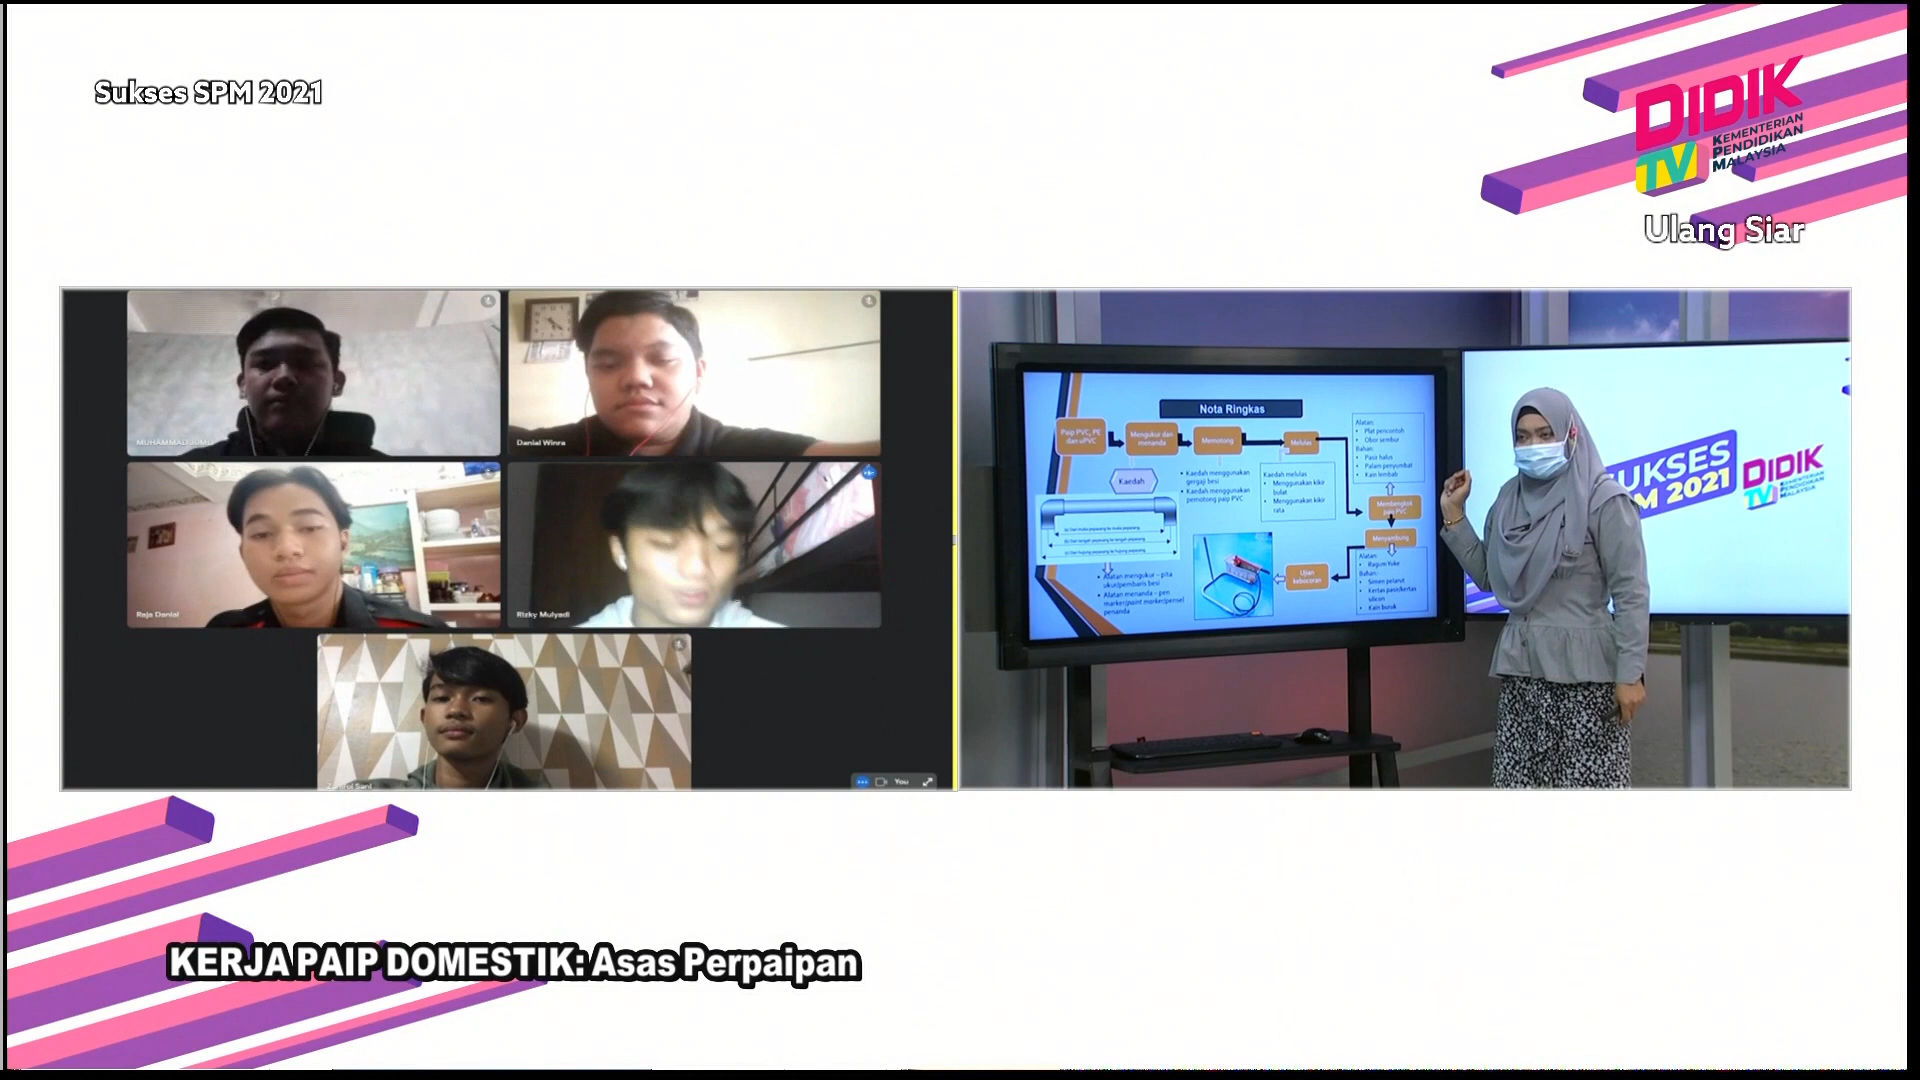 Sukses SPM 2021
DIDIK
TV
KEMENTERIAN
PENDIDIKAN
MALAYSIA
Ulang Siar
MUHAMMAD
Danial Winra
Raja Danial
Rizky Mulyadi
You
Nota Ringkas
Paip PVC, PE
dan uPVC
Mengukur dan
menanda
Memotong
Melulas
Kaedah
Kaedah menggunakan
gergaji besi
Kaedah menggunakan
pemotong paip PVC
Kaedah melulas
Menggunakan kikir
bulat
Menggunakan kikir
rata
Alatan:
Plat pencontoh
Obor sembur
Bahan:
Pasir halus
Palam penyumbat
Kain lembab
Membengkok
paip PVC
Menyambung
Alatan:
Ragum Yoke
Bahan:
Simen pelarut
Kertas pasir/kertas
silicon
Kain buruk
Ujian
kebocoran
Alatan mengukur – pita
ukur/pembaris besi
Alatan menanda – pen
marker/paint marker/pensel
penanda
SUKSES
SPM 2021
DIDIK
TV
KEMENTERIAN
PENDIDIKAN
MALAYSIA
KERJA PAIP DOMESTIK: Asas Perpaipan